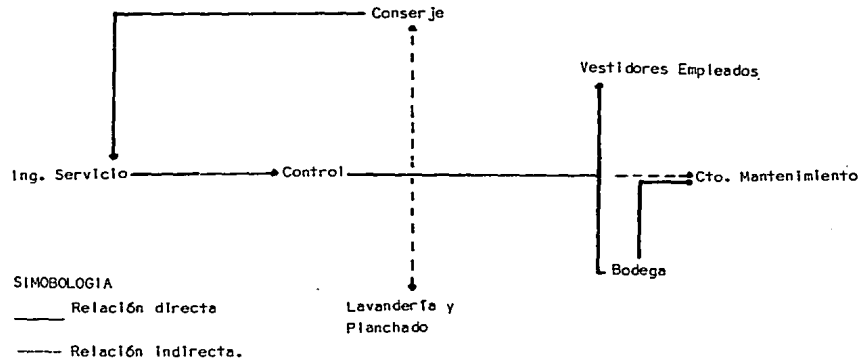 Conserje
Vestidores Empleados
Ing. Servicio
Control
Cto. Mantenimiento
Bodega
SIMOBOLOGIA
Relación directa
Lavandería y
Planchado
Relación Indirecta.